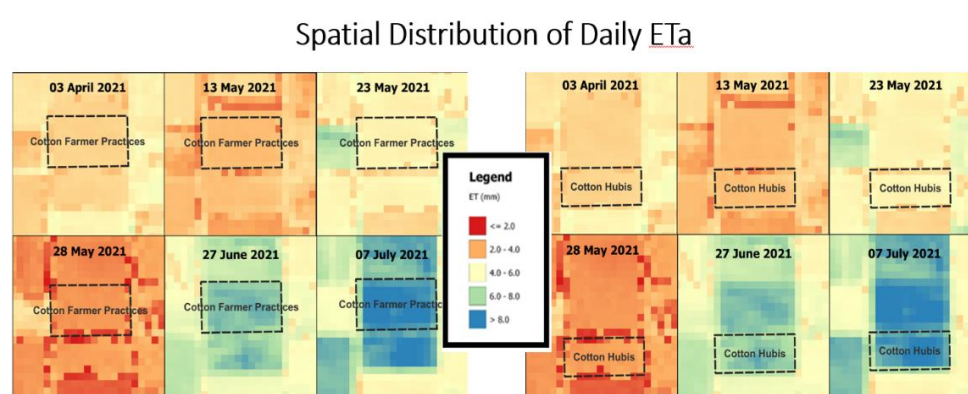 Spatial Distribution of Daily ETa
03 April 2021
Cotton Farmer Practices
13 May 2021
Cotton Farmer Practices
23 May 2021
Cotton Farmer Practices
28 May 2021
Cotton Farmer Practices
27 June 2021
Cotton Farmer Practices
07 July 2021
Cotton Farmer Practic
Legend
ET (mm)
<= 2.0
2.0 - 4.0
4.0 - 6.0
6.0 - 8.0
> 8.0
03 April 2021
Cotton Hubis
13 May 2021
Cotton Hubis
23 May 2021
Cotton Hubis
28 May 2021
Cotton Hubis
27 June 2021
Cotton Hubis
07 July 2021
Cotton Hubis